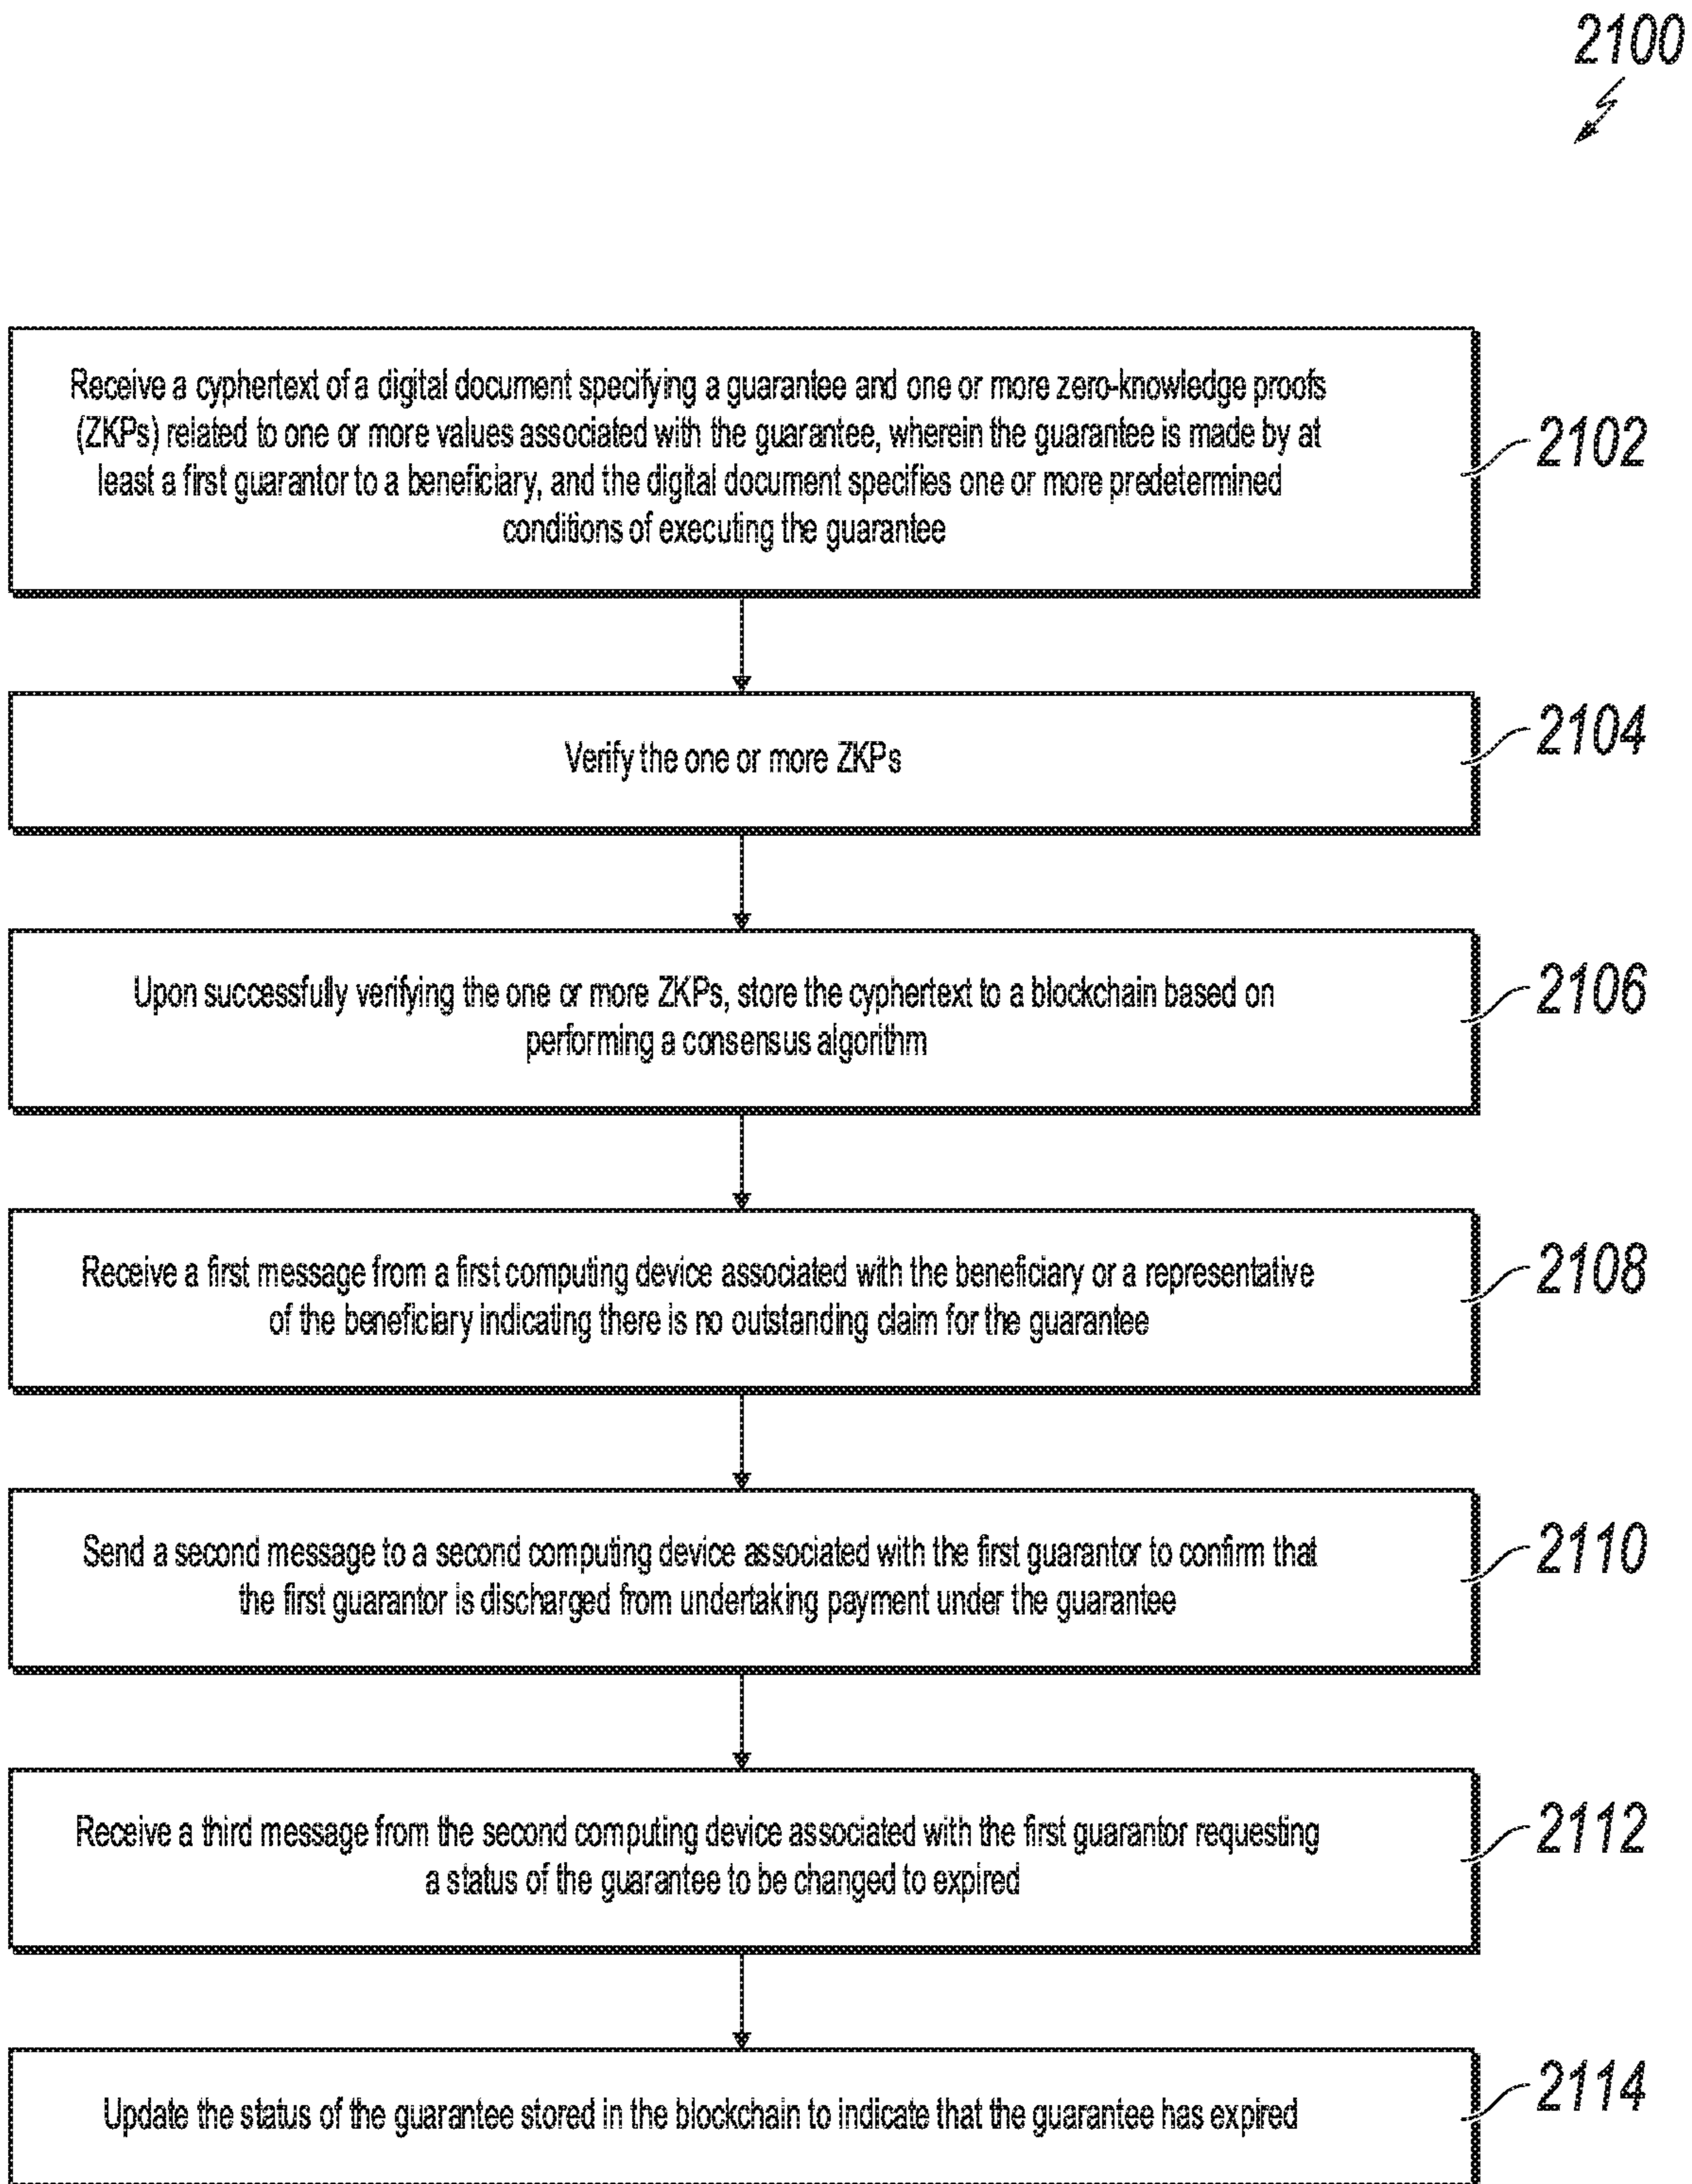 2100
Receive a cyphertext of a digital document specifying a guarantee and one or more zero-knowledge proofs
(ZKPs) related to one or more values associated with the guarantee, wherein the guarantee is made by at
least a first guarantor to a beneficiary, and the digital document specifies one or more predetermined
conditions of executing the guarantee
2102
Verify the one or more ZKPs
2104
Upon successfully verifying the one or more ZKPs, store the cyphertext to a blockchain based on
performing a consensus algorithm
2106
Receive a first message from a first computing device associated with the beneficiary or a representative
of the beneficiary indicating there is no outstanding claim for the guarantee
2108
Send a second message to a second computing device associated with the first guarantor to confirm that
the first guarantor is discharged from undertaking payment under the guarantee
2110
Receive a third message from the second computing device associated with the first guarantor requesting
a status of the guarantee to be changed to expired
2112
Update the status of the guarantee stored in the blockchain to indicate that the guarantee has expired
2114